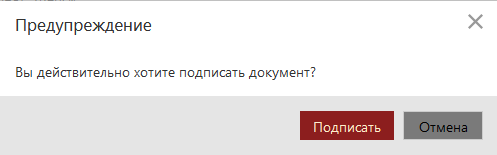 Предупреждение
Вы действительно хотите подписать документ?
Подписать Отмена